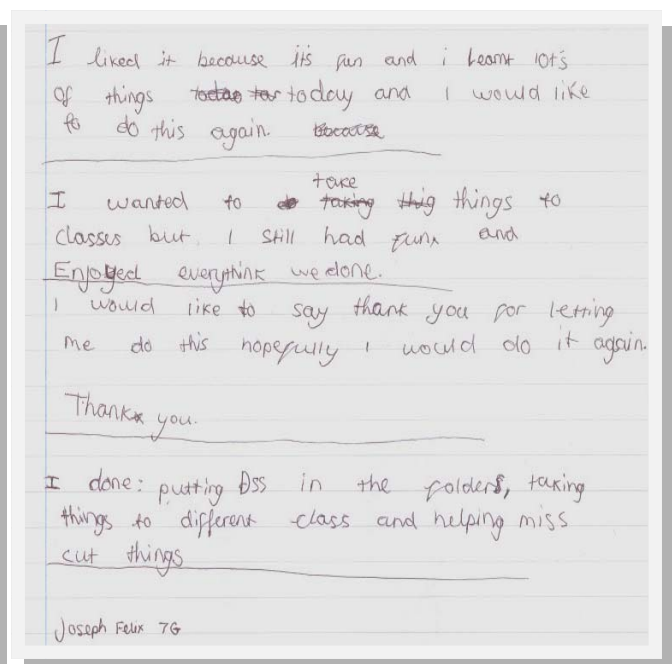 I liked it because it's fun and i learnt lot's
of things today and I would like
to do this again.
take
I wanted to things to
classes but I still had fun and
Enjoyed everythink we done.
I would like to say thank you for letting
me do this hopefully I would do it again.
Thank you.
I done: putting Dss in the folders, taking
things to different class and helping miss
cut things
Joseph Felix 7G